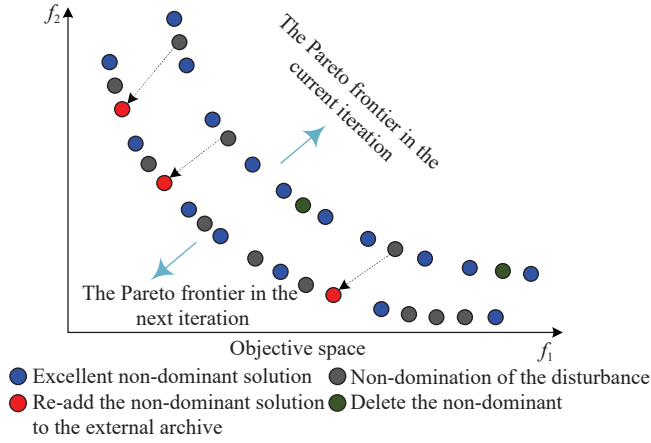 f2
The Pareto frontier in the
current iteration
The Pareto frontier in the
next iteration
Objective space
f1
Excellent non-dominant solution
Non-domination of the disturbance
Re-add the non-dominant solution
to the external archive
Delete the non-dominant